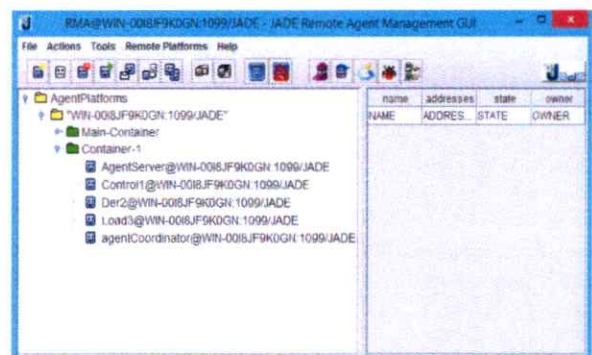 RMA@WIN-00I8JF9K0GN:1099/JADE - JADE Remote Agent Management GUI
File Actions Tools Remote Platforms Help
AgentPlatforms
"WIN-00I8JF9K0GN:1099/JADE"
Main-Container
Container-1
AgentServer@WIN-00I8JF9K0GN:1099/JADE
Control1@WIN-00I8JF9K0GN:1099/JADE
Der2@WIN-00I8JF9K0GN:1099/JADE
Load3@WIN-00I8JF9K0GN:1099/JADE
agentCoordinator@WIN-00I8JF9K0GN:1099/JADE
name addresses state owner
NAME ADDRES... STATE OWNER